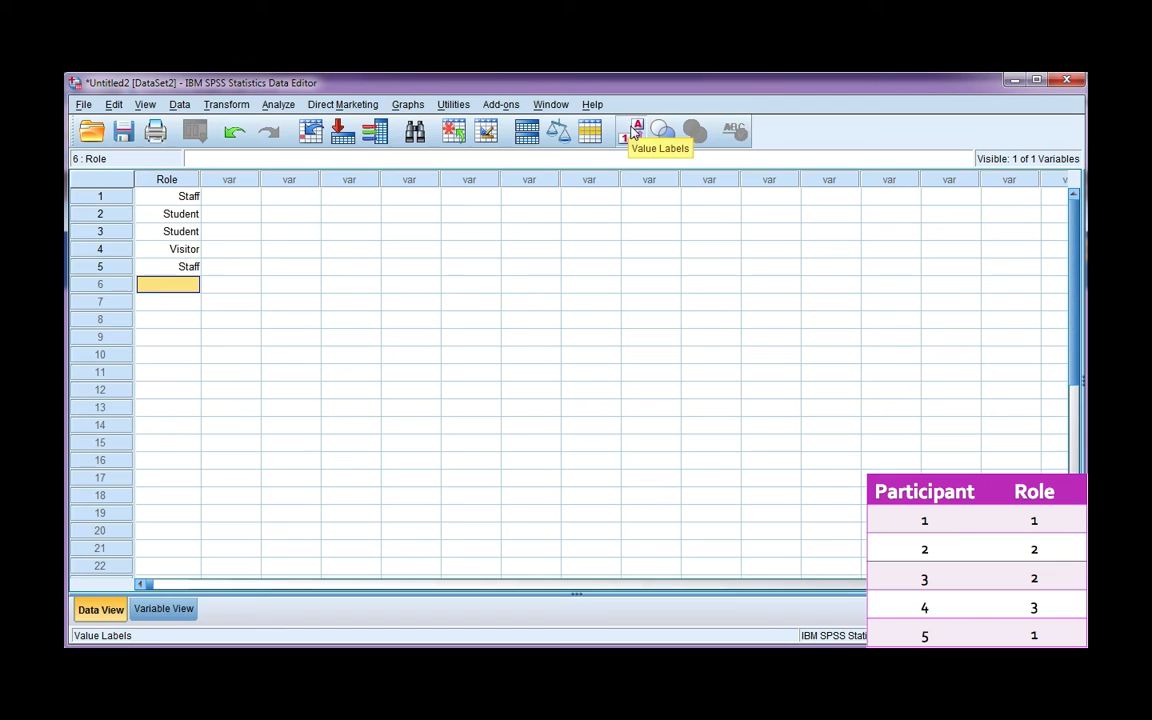 *Untitled2 [DataSet2] - IBM SPSS Statistics Data Editor
File Edit View Data Transform Analyze Direct Marketing Graphs Utilities Add-ons Window Help
A
1
ABC
Value Labels
6 : Role
Visible: 1 of 1 Variables
Role var var var var var var var var var var var var var var v
1 Staff
2 Student
3 Student
4 Visitor
5 Staff
6
7
8
9
10
11
12
13
14
15
16
17
18
19
20
21
22
Participant Role
1 1
2 2
3 2
4 3
5 1
Data View Variable View
Value Labels
IBM SPSS Stati